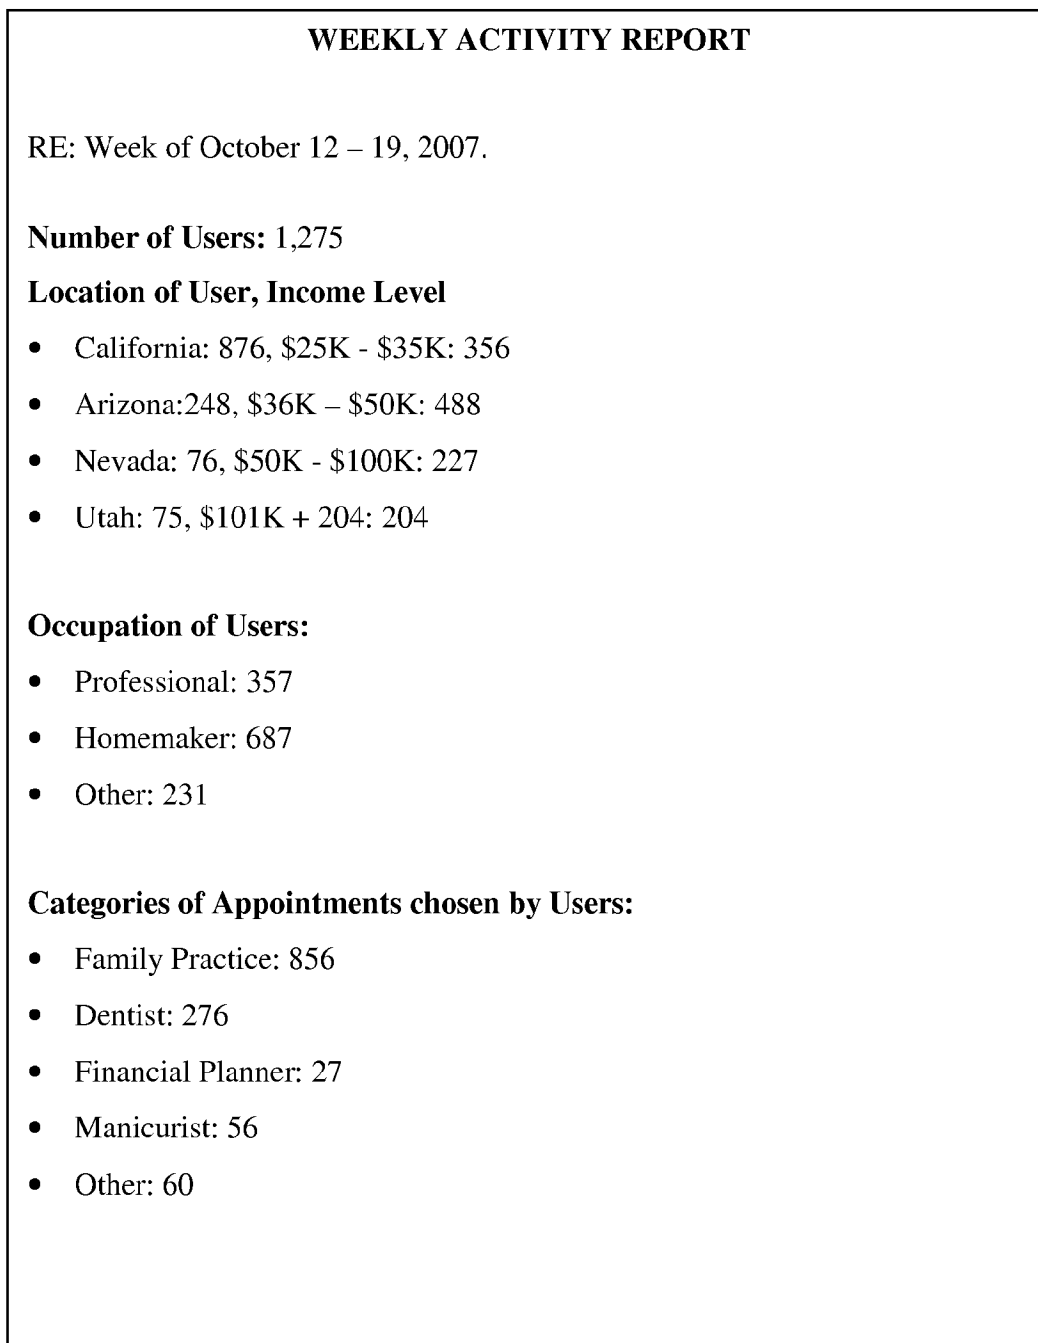 WEEKLY ACTIVITY REPORT
RE: Week of October 12 – 19, 2007.
Number of Users: 1,275
Location of User, Income Level
• California: 876, $25K - $35K: 356
• Arizona:248, $36K – $50K: 488
• Nevada: 76, $50K - $100K: 227
• Utah: 75, $101K + 204: 204
Occupation of Users:
• Professional: 357
• Homemaker: 687
• Other: 231
Categories of Appointments chosen by Users:
• Family Practice: 856
• Dentist: 276
• Financial Planner: 27
• Manicurist: 56
• Other: 60